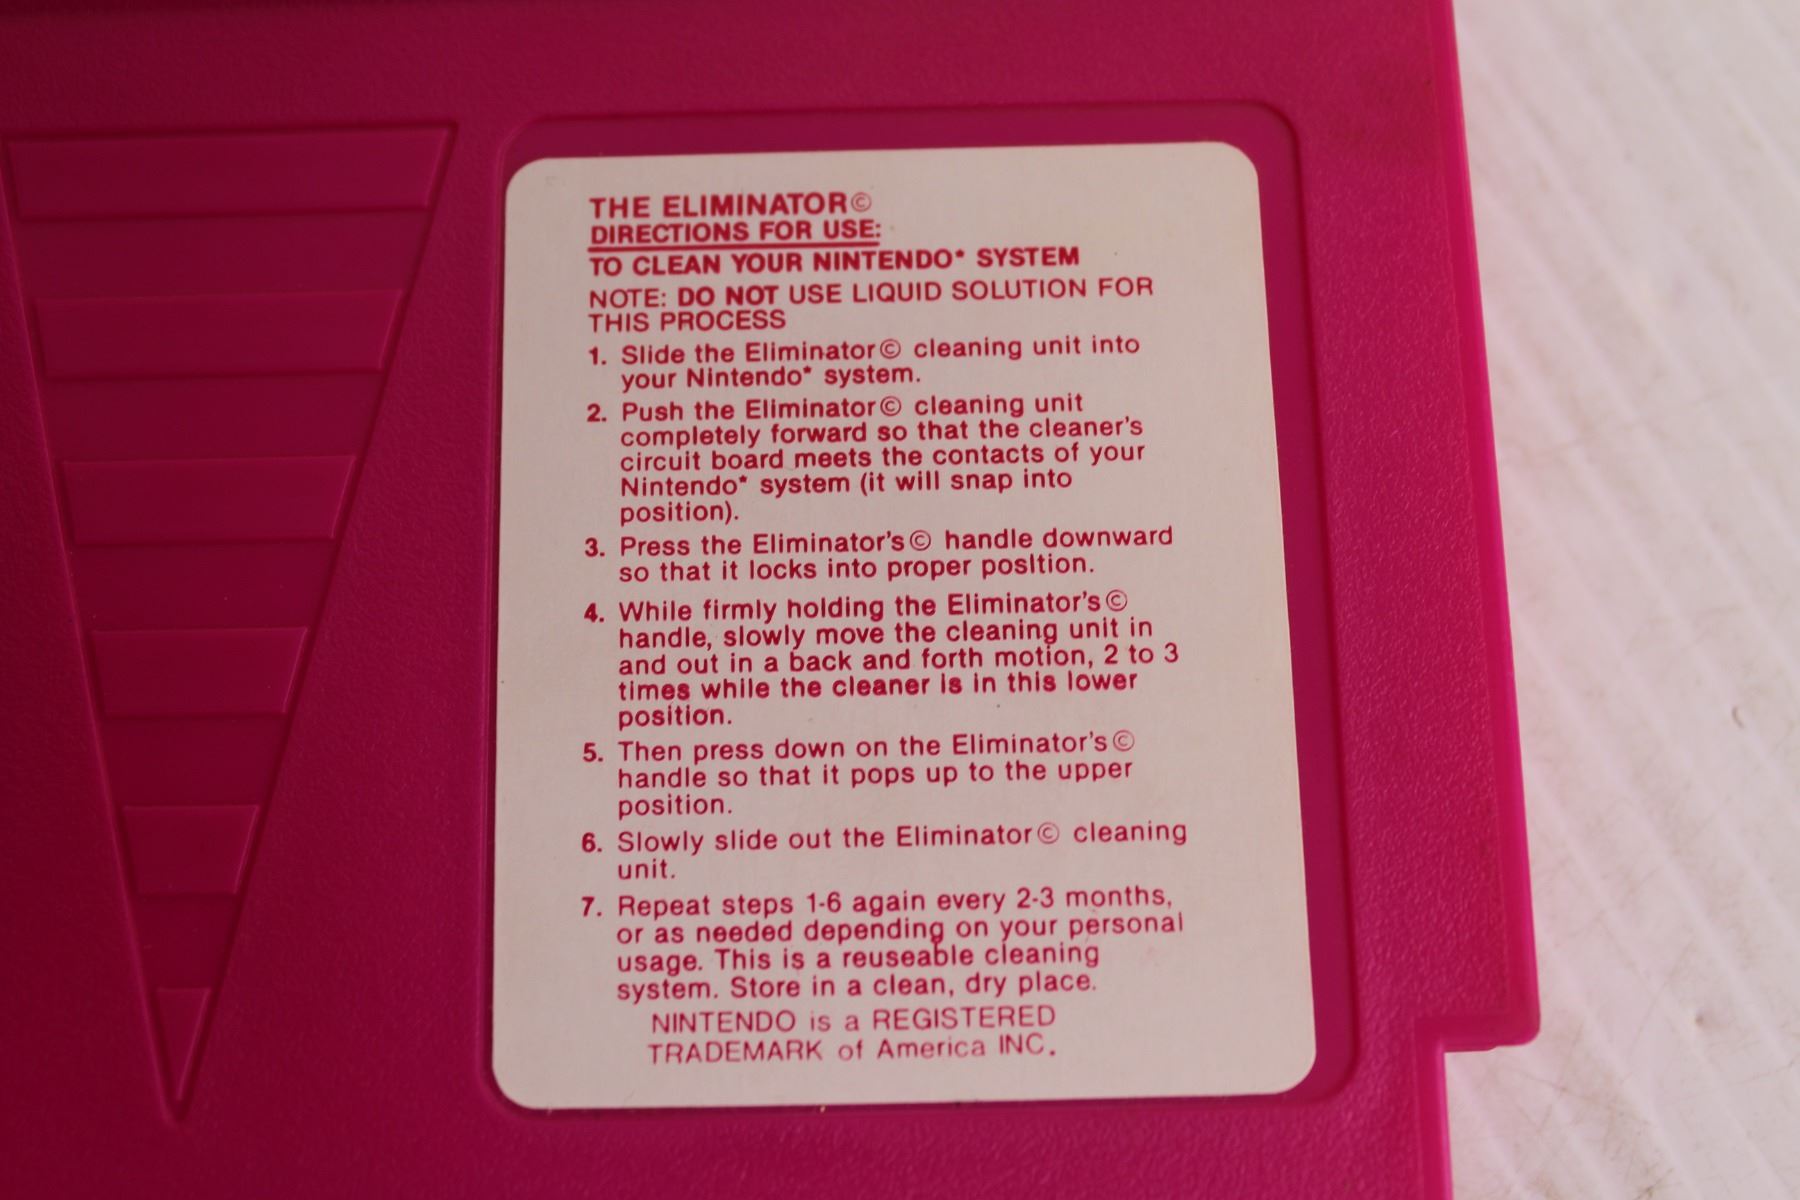 THE ELIMINATOR©
DIRECTIONS FOR USE:
TO CLEAN YOUR NINTENDO* SYSTEM
NOTE: DO NOT USE LIQUID SOLUTION FOR
THIS PROCESS
1. Slide the Eliminator© cleaning unit into
your Nintendo* system.
2. Push the Eliminator© cleaning unit
completely forward so that the cleaner's
circuit board meets the contacts of your
Nintendo* system (it will snap into
position).
3. Press the Eliminator's© handle downward
so that it locks into proper position.
4. While firmly holding the Eliminator's©
handle, slowly move the cleaning unit in
and out in a back and forth motion, 2 to 3
times while the cleaner is in this lower
position.
5. Then press down on the Eliminator's©
handle so that it pops up to the upper
position.
6. Slowly slide out the Eliminator© cleaning
unit.
7. Repeat steps 1-6 again every 2-3 months,
or as needed depending on your personal
usage. This is a reuseable cleaning
system. Store in a clean, dry place.
NINTENDO is a REGISTERED
TRADEMARK of America INC.